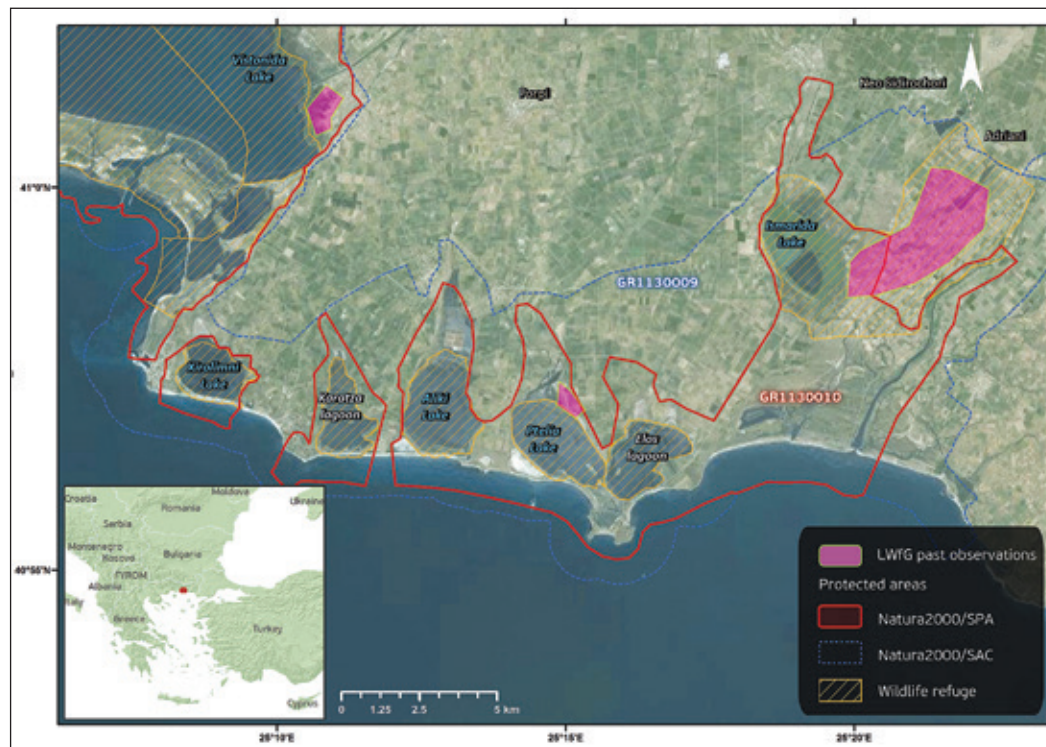 Vistonida
Lake
Pargi
Neo Sidirochori
Adriani
41°0'N
Ismarida
Lake
GR1130009
Xirolimni
Lake
Karatza
lagoon
Aliki
Lake
Ptelia
Lake
Elos
lagoon
GR1130010
40°55'N
Croatia
Moldova
Ukraine
Romania
Serbia
Montenegro
Kosovo
Bulgaria
FYROM
Albania
Italy
Greece
Turkey
Cyprus
0 1.25 2.5 5 km
LWfG past observations
Protected areas
Natura2000/SPA
Natura2000/SAC
Wildlife refuge
25°10'E 25°15'E 25°20'E